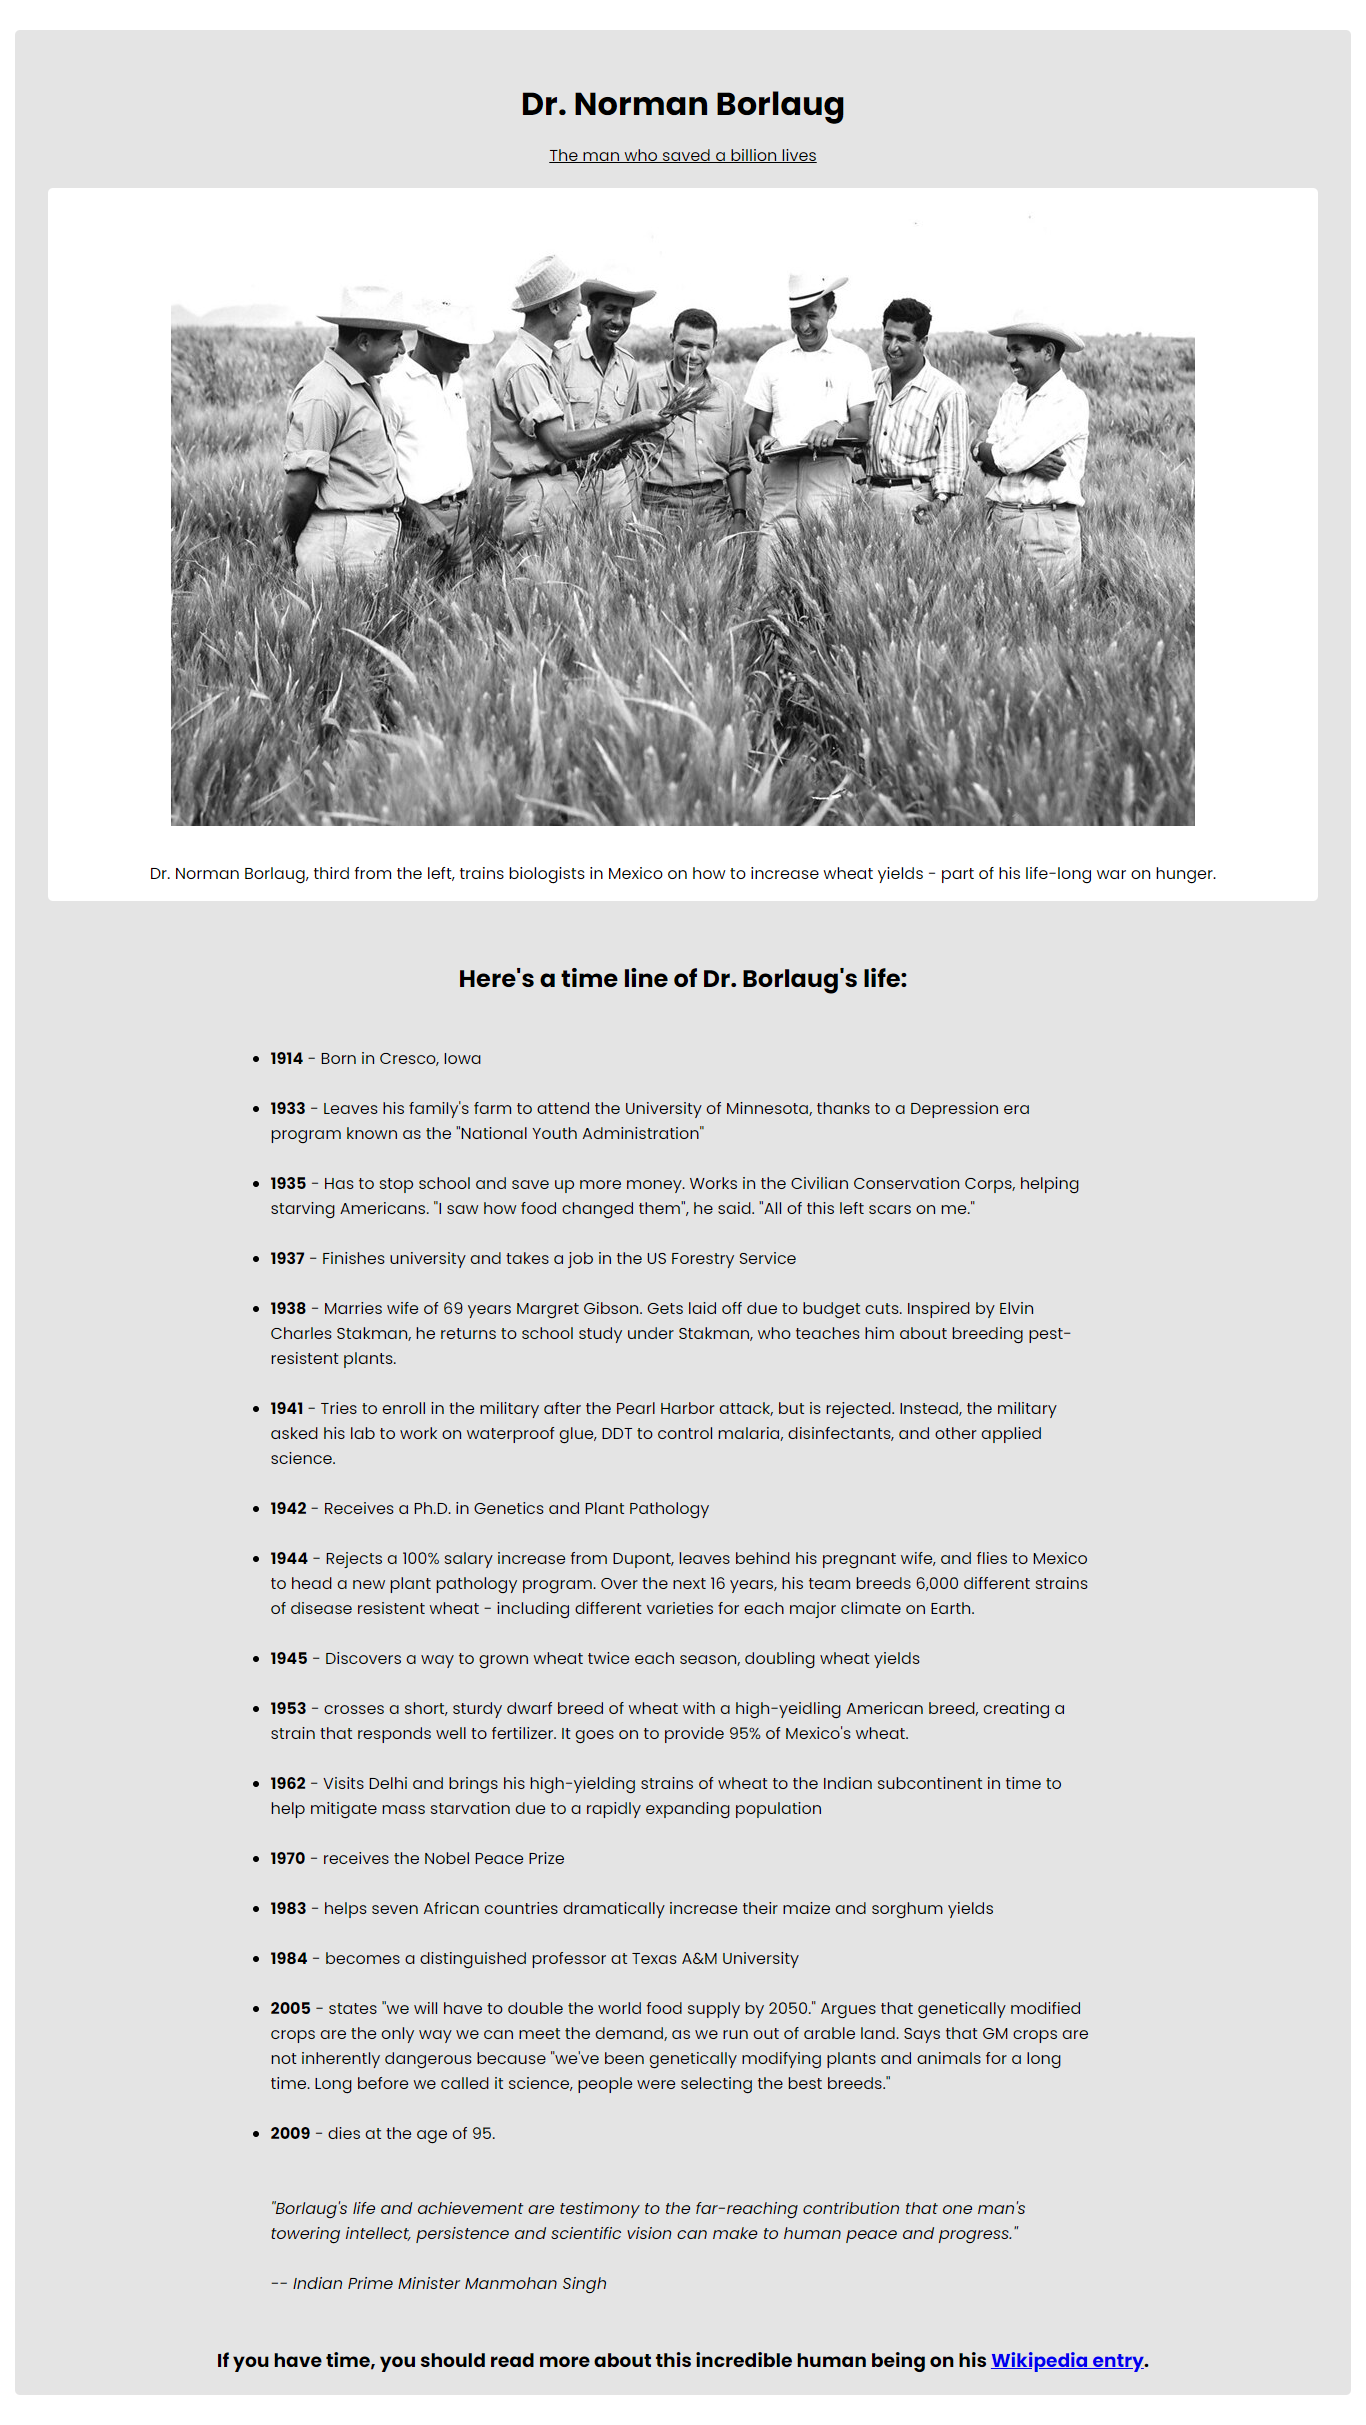 Dr. Norman Borlaug
The man who saved a billion lives
Dr. Norman Borlaug, third from the left, trains biologists in Mexico on how to increase wheat yields - part of his life-long war on hunger.
Here's a time line of Dr. Borlaug's life:
• 1914 - Born in Cresco, Iowa
• 1933 - Leaves his family's farm to attend the University of Minnesota, thanks to a Depression era
program known as the "National Youth Administration"
• 1935 - Has to stop school and save up more money. Works in the Civilian Conservation Corps, helping
starving Americans. "I saw how food changed them", he said. "All of this left scars on me."
• 1937 - Finishes university and takes a job in the US Forestry Service
• 1938 - Marries wife of 69 years Margret Gibson. Gets laid off due to budget cuts. Inspired by Elvin
Charles Stakman, he returns to school study under Stakman, who teaches him about breeding pest-
resistent plants.
• 1941 - Tries to enroll in the military after the Pearl Harbor attack, but is rejected. Instead, the military
asked his lab to work on waterproof glue, DDT to control malaria, disinfectants, and other applied
science.
• 1942 - Receives a Ph.D. in Genetics and Plant Pathology
• 1944 - Rejects a 100% salary increase from Dupont, leaves behind his pregnant wife, and flies to Mexico
to head a new plant pathology program. Over the next 16 years, his team breeds 6,000 different strains
of disease resistent wheat - including different varieties for each major climate on Earth.
• 1945 - Discovers a way to grown wheat twice each season, doubling wheat yields
• 1953 - crosses a short, sturdy dwarf breed of wheat with a high-yeidling American breed, creating a
strain that responds well to fertilizer. It goes on to provide 95% of Mexico's wheat.
• 1962 - Visits Delhi and brings his high-yielding strains of wheat to the Indian subcontinent in time to
help mitigate mass starvation due to a rapidly expanding population
• 1970 - receives the Nobel Peace Prize
• 1983 - helps seven African countries dramatically increase their maize and sorghum yields
• 1984 - becomes a distinguished professor at Texas A&M University
• 2005 - states "we will have to double the world food supply by 2050." Argues that genetically modified
crops are the only way we can meet the demand, as we run out of arable land. Says that GM crops are
not inherently dangerous because "we've been genetically modifying plants and animals for a long
time. Long before we called it science, people were selecting the best breeds."
• 2009 - dies at the age of 95.
"Borlaug's life and achievement are testimony to the far-reaching contribution that one man's
towering intellect, persistence and scientific vision can make to human peace and progress."
-- Indian Prime Minister Manmohan Singh
If you have time, you should read more about this incredible human being on his Wikipedia entry.